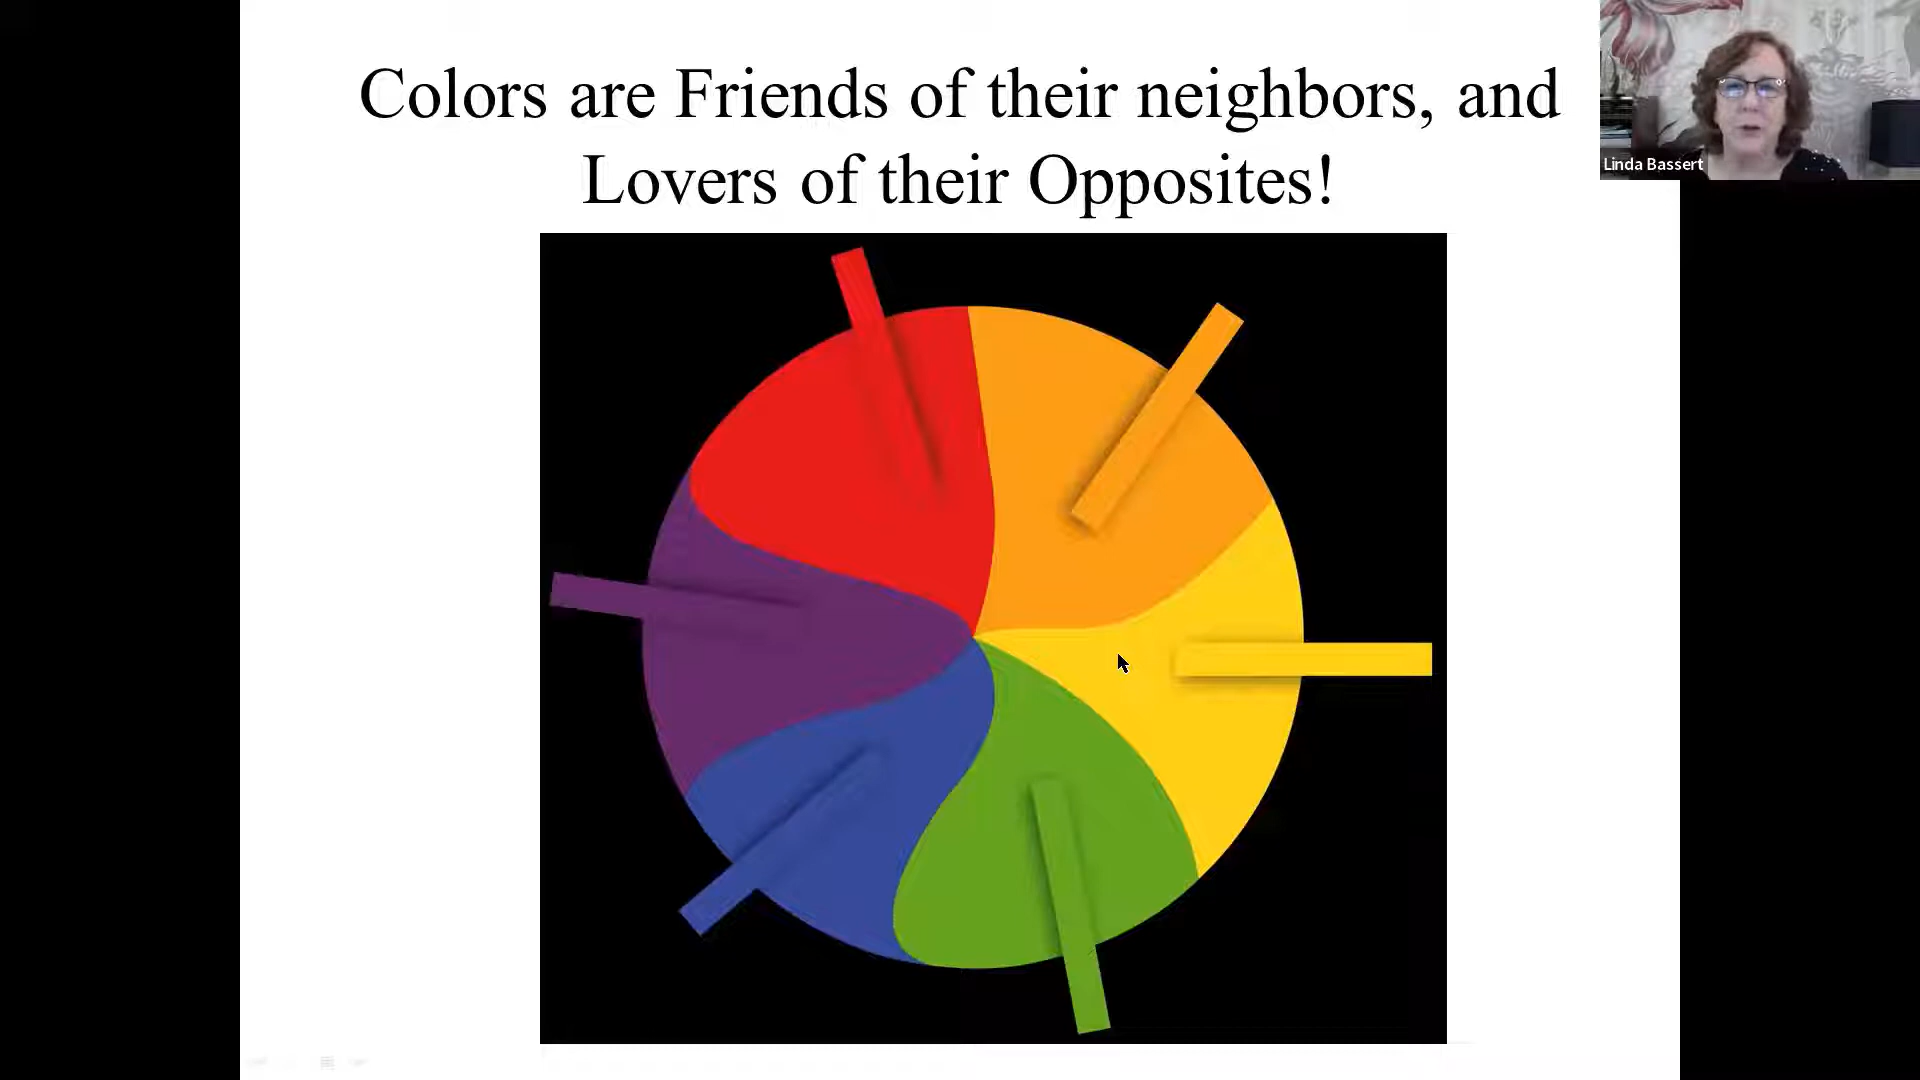 Colors are Friends of their neighbors, and
Lovers of their Opposites!
Linda Bassert